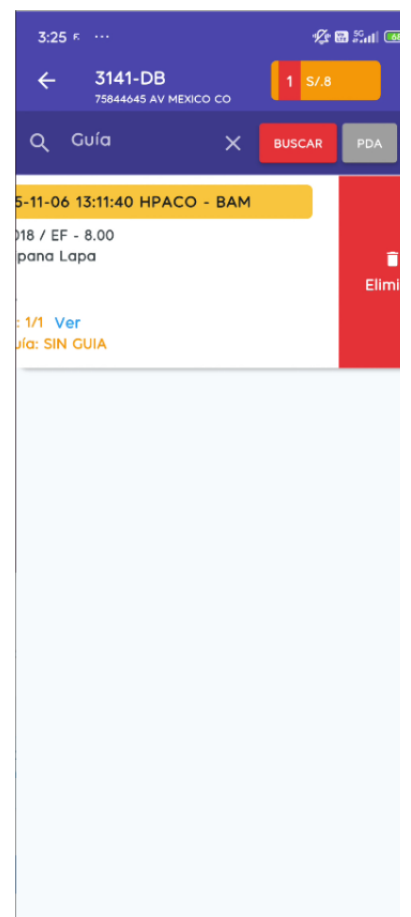 3:25
3141-DB
75844645 AV MEXICO CO
1 S/.8
Guía
BUSCAR
PDA
5-11-06 13:11:40 HPACO - BAM
018 / EF - 8.00
pana Lapa
Elimi
: 1/1 Ver
uía: SIN GUIA